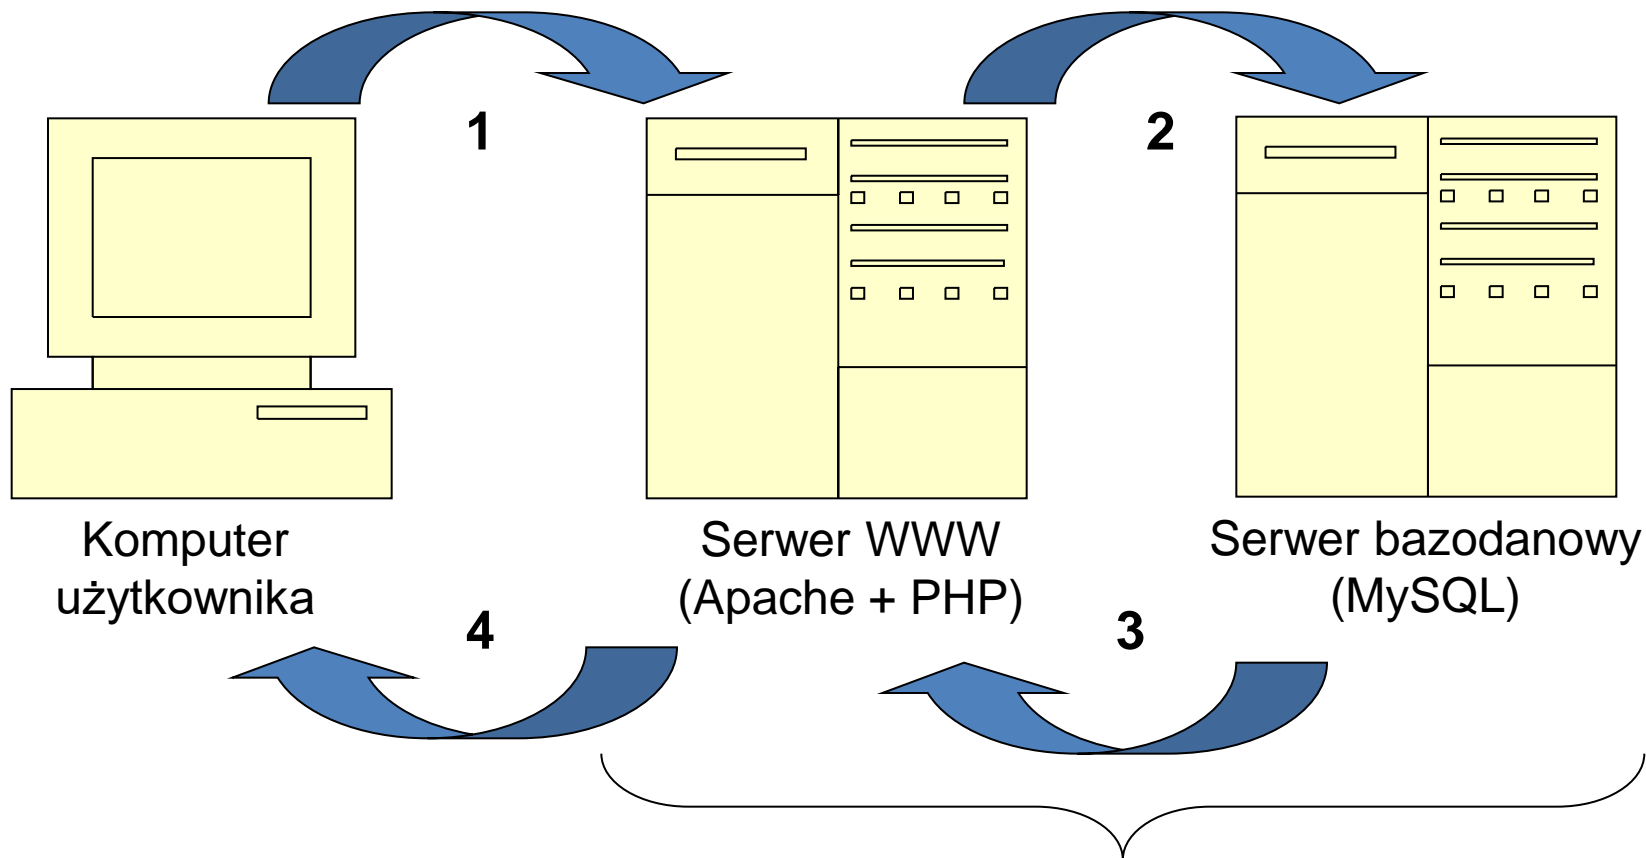 1
2
Komputer
użytkownika
Serwer WWW
(Apache + PHP)
Serwer bazodanowy
(MySQL)
4
3